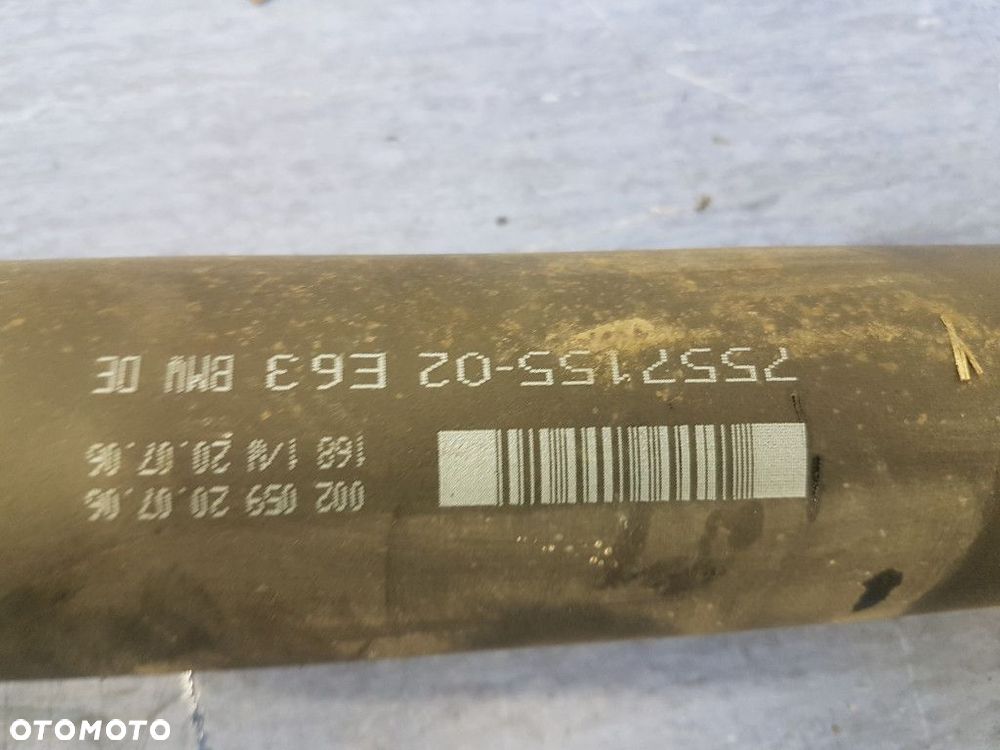 002 059 20.07.06
168 1/W 20.07.06
7557155-02 E63 BMW DE
OTOMOTO